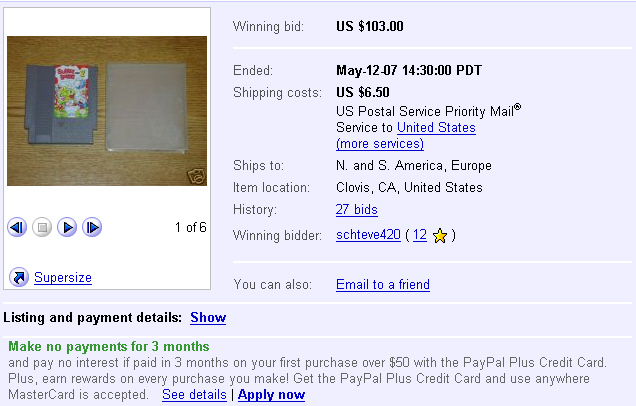 Winning bid: US $103.00
Ended: May-12-07 14:30:00 PDT
Shipping costs: US $6.50
US Postal Service Priority Mail®
Service to United States
(more services)
Ships to: N. and S. America, Europe
Item location: Clovis, CA, United States
History: 27 bids
Winning bidder: schteve420 ( 12 )
You can also: Email to a friend
BUBBLE BOBBLE
1 of 6
Supersize
Listing and payment details: Show
Make no payments for 3 months
and pay no interest if paid in 3 months on your first purchase over $50 with the PayPal Plus Credit Card.
Plus, earn rewards on every purchase you make! Get the PayPal Plus Credit Card and use anywhere
MasterCard is accepted. See details | Apply now